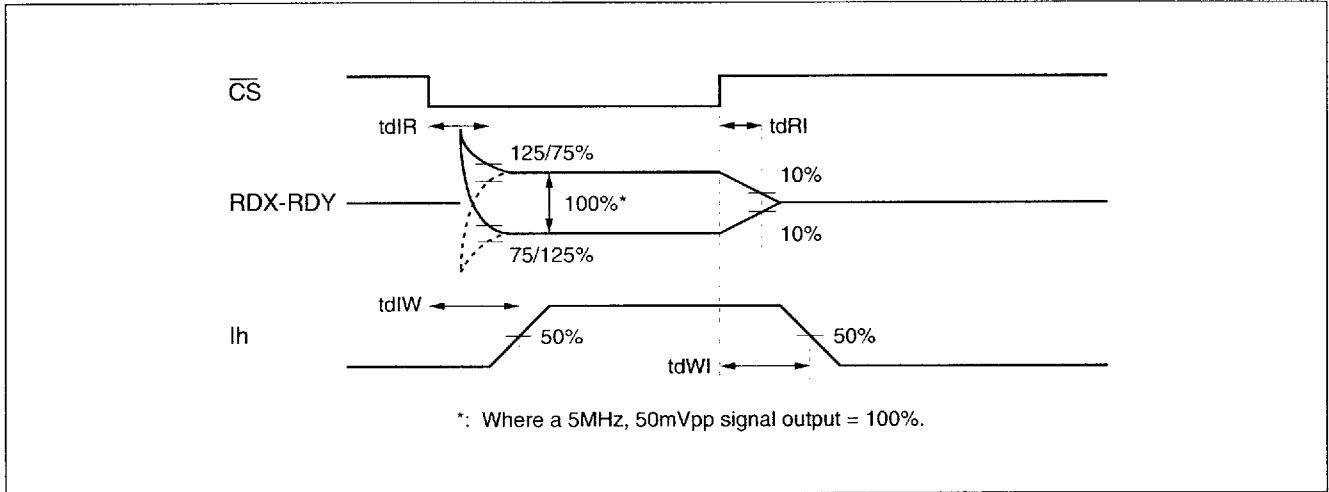 CS
tdIR
tdRI
125/75%
10%
RDX-RDY
100%*
10%
75/125%
tdIW
Ih
50%
50%
tdWI
*: Where a 5MHz, 50mVpp signal output = 100%.